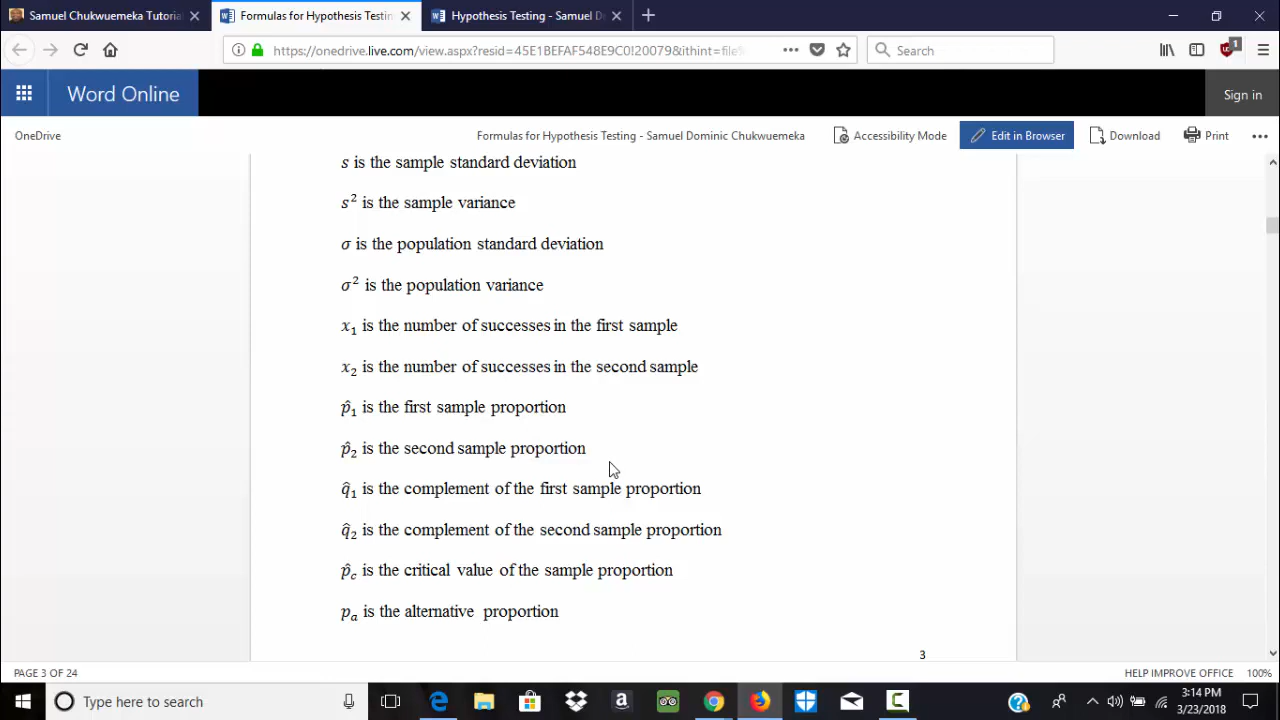 Samuel Chukwuemeka Tutorial
Formulas for Hypothesis Testin
Hypothesis Testing - Samuel D
https://onedrive.live.com/view.aspx?resid=45E1BEFAF548E9C0!20079&ithint=file%
Search
1
Word Online
Sign in
OneDrive
Formulas for Hypothesis Testing - Samuel Dominic Chukwuemeka
Accessibility Mode
Edit in Browser
Download
Print
s is the sample standard deviation
s² is the sample variance
σ is the population standard deviation
σ² is the population variance
x₁ is the number of successes in the first sample
x₂ is the number of successes in the second sample
p̂₁ is the first sample proportion
p̂₂ is the second sample proportion
q̂₁ is the complement of the first sample proportion
q̂₂ is the complement of the second sample proportion
p̂_c is the critical value of the sample proportion
pₐ is the alternative proportion
3
PAGE 3 OF 24
HELP IMPROVE OFFICE
100%
Type here to search
3:14 PM
3/23/2018